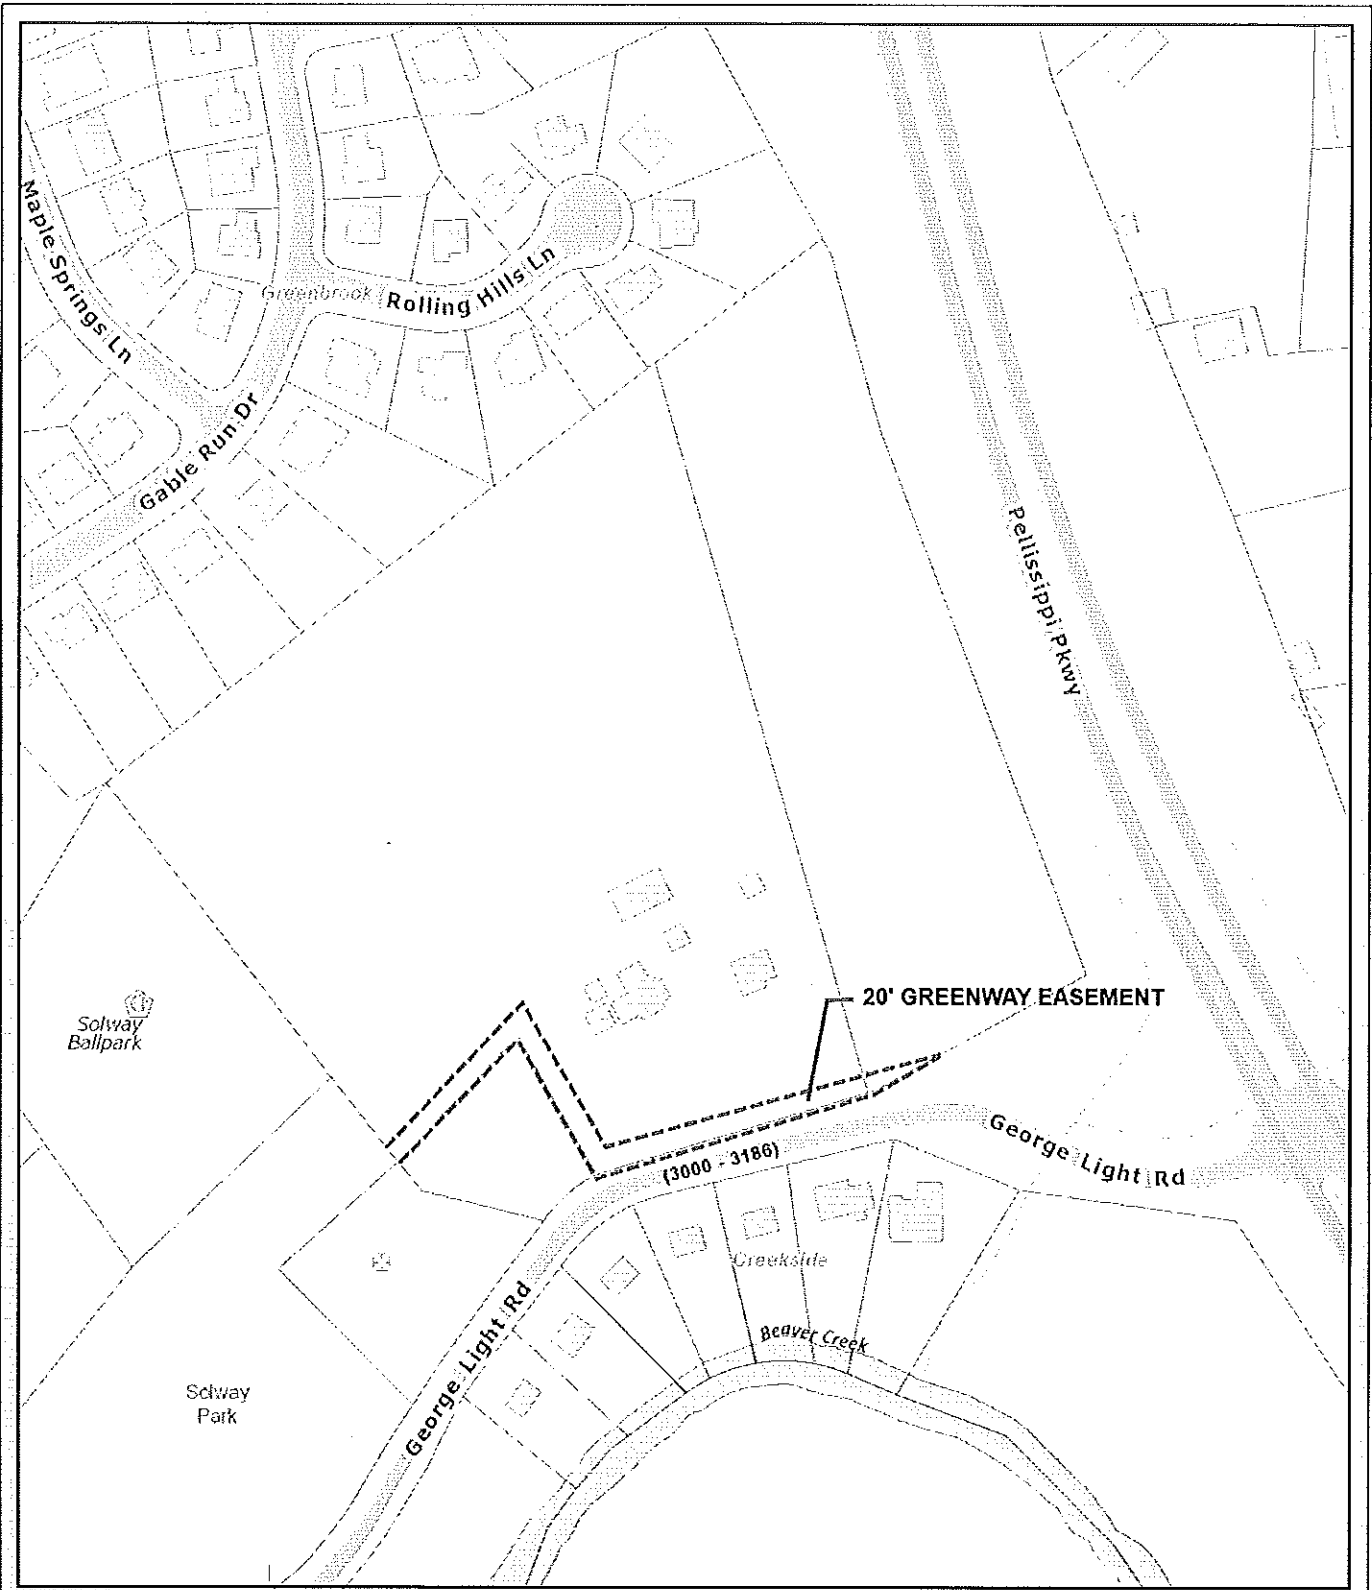 Maple Springs Ln
Greenbrook
Rolling Hills Ln
Gable Run Dr
Pellissippi Pkwy
20' GREENWAY EASEMENT
Solway
Ballpark
George Light Rd
(3000 - 3186)
Creekside
Beaver Creek
George Light Rd
Solway
Park